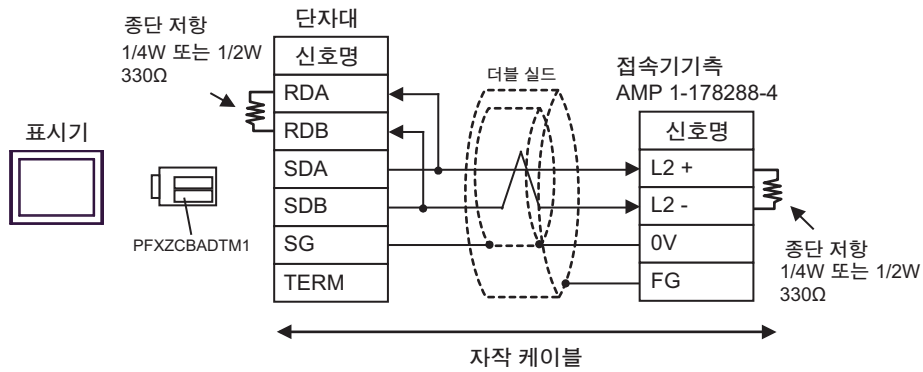 종단 저항
1/4W 또는 1/2W
330Ω
표시기
PFXZCBADTM1
단자대
신호명
RDA
RDB
SDA
SDB
SG
TERM
더블 실드
접속기기측
AMP 1-178288-4
신호명
L2 +
L2 -
0V
FG
종단 저항
1/4W 또는 1/2W
330Ω
자작 케이블